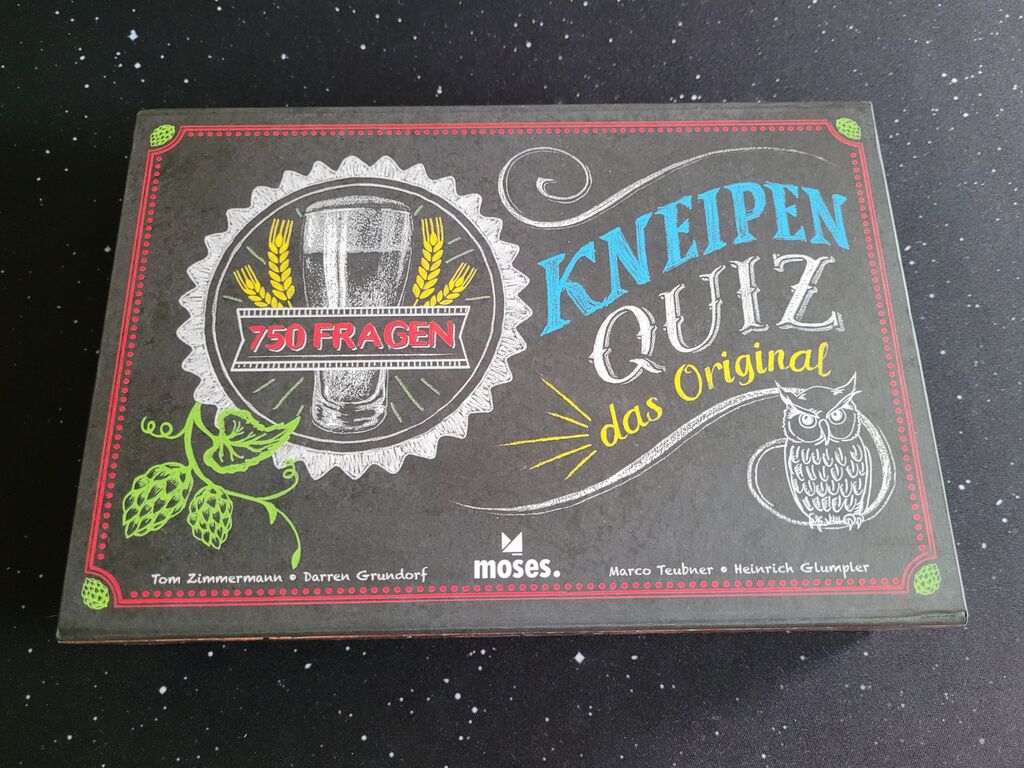 750 FRAGEN
KNEIPEN
QUIZ
das Original
Tom Zimmermann • Darren Grundorf
moses.
Marco Teubner • Heinrich Glumpler